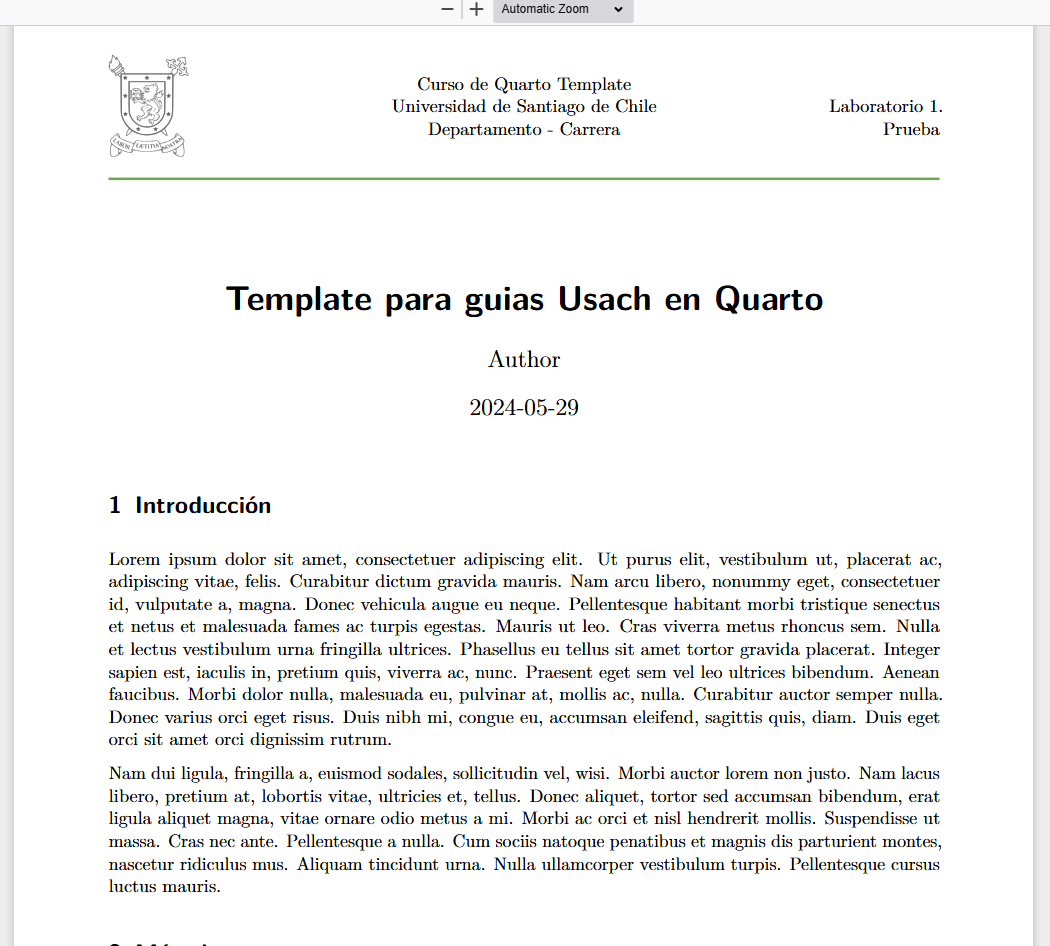 Automatic Zoom
Curso de Quarto Template
Universidad de Santiago de Chile
Departamento - Carrera
Laboratorio 1.
Prueba
LABOR LÆTITIA NOSTRA
Template para guias Usach en Quarto
Author
2024-05-29
1 Introducción
Lorem ipsum dolor sit amet, consectetuer adipiscing elit. Ut purus elit, vestibulum ut, placerat ac,
adipiscing vitae, felis. Curabitur dictum gravida mauris. Nam arcu libero, nonummy eget, consectetuer
id, vulputate a, magna. Donec vehicula augue eu neque. Pellentesque habitant morbi tristique senectus
et netus et malesuada fames ac turpis egestas. Mauris ut leo. Cras viverra metus rhoncus sem. Nulla
et lectus vestibulum urna fringilla ultrices. Phasellus eu tellus sit amet tortor gravida placerat. Integer
sapien est, iaculis in, pretium quis, viverra ac, nunc. Praesent eget sem vel leo ultrices bibendum. Aenean
faucibus. Morbi dolor nulla, malesuada eu, pulvinar at, mollis ac, nulla. Curabitur auctor semper nulla.
Donec varius orci eget risus. Duis nibh mi, congue eu, accumsan eleifend, sagittis quis, diam. Duis eget
orci sit amet orci dignissim rutrum.
Nam dui ligula, fringilla a, euismod sodales, sollicitudin vel, wisi. Morbi auctor lorem non justo. Nam lacus
libero, pretium at, lobortis vitae, ultricies et, tellus. Donec aliquet, tortor sed accumsan bibendum, erat
ligula aliquet magna, vitae ornare odio metus a mi. Morbi ac orci et nisl hendrerit mollis. Suspendisse ut
massa. Cras nec ante. Pellentesque a nulla. Cum sociis natoque penatibus et magnis dis parturient montes,
nascetur ridiculus mus. Aliquam tincidunt urna. Nulla ullamcorper vestibulum turpis. Pellentesque cursus
luctus mauris.